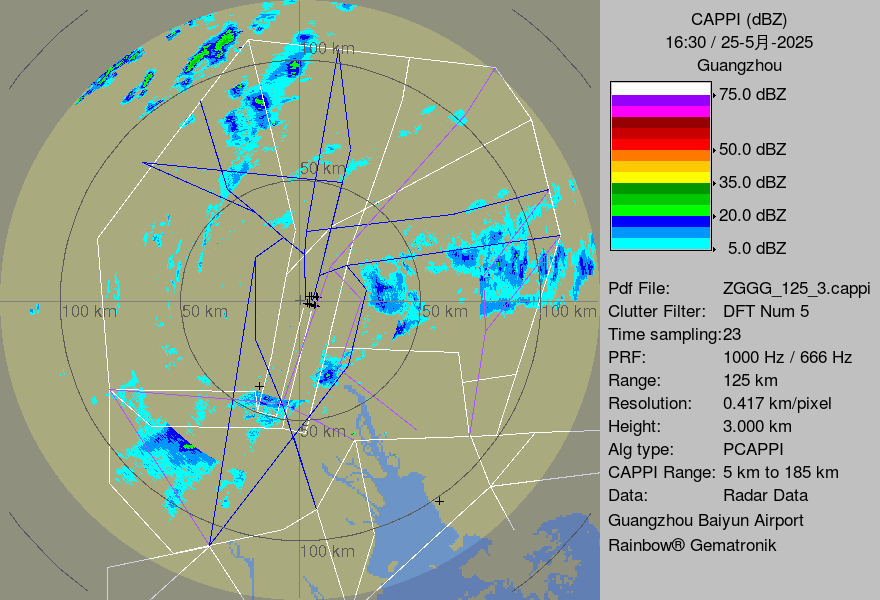 CAPPI (dBZ)
16:30 / 25-5月-2025
Guangzhou
75.0 dBZ
50.0 dBZ
35.0 dBZ
20.0 dBZ
5.0 dBZ
Pdf File: ZGGG_125_3.cappi
Clutter Filter: DFT Num 5
Time sampling:23
PRF: 1000 Hz / 666 Hz
Range: 125 km
Resolution: 0.417 km/pixel
Height: 3.000 km
Alg type: PCAPPI
CAPPI Range: 5 km to 185 km
Data: Radar Data
Guangzhou Baiyun Airport
Rainbow® Gematronik
100 km
50 km
100 km
50 km
50 km
100 km
50 km
100 km